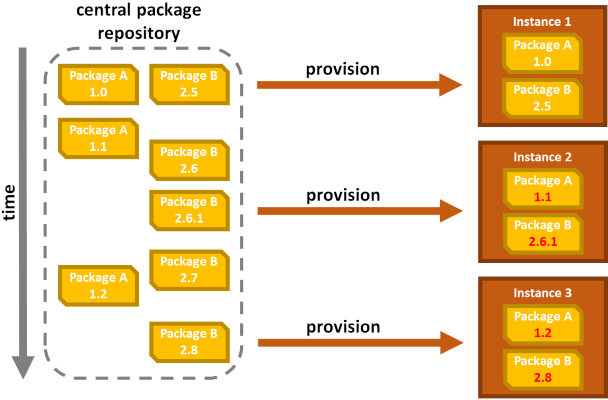 central package
repository
time
Package A
1.0
Package B
2.5
Package A
1.1
Package B
2.6
Package B
2.6.1
Package B
2.7
Package A
1.2
Package B
2.8
provision
provision
provision
Instance 1
Package A
1.0
Package B
2.5
Instance 2
Package A
1.1
Package B
2.6.1
Instance 3
Package A
1.2
Package B
2.8